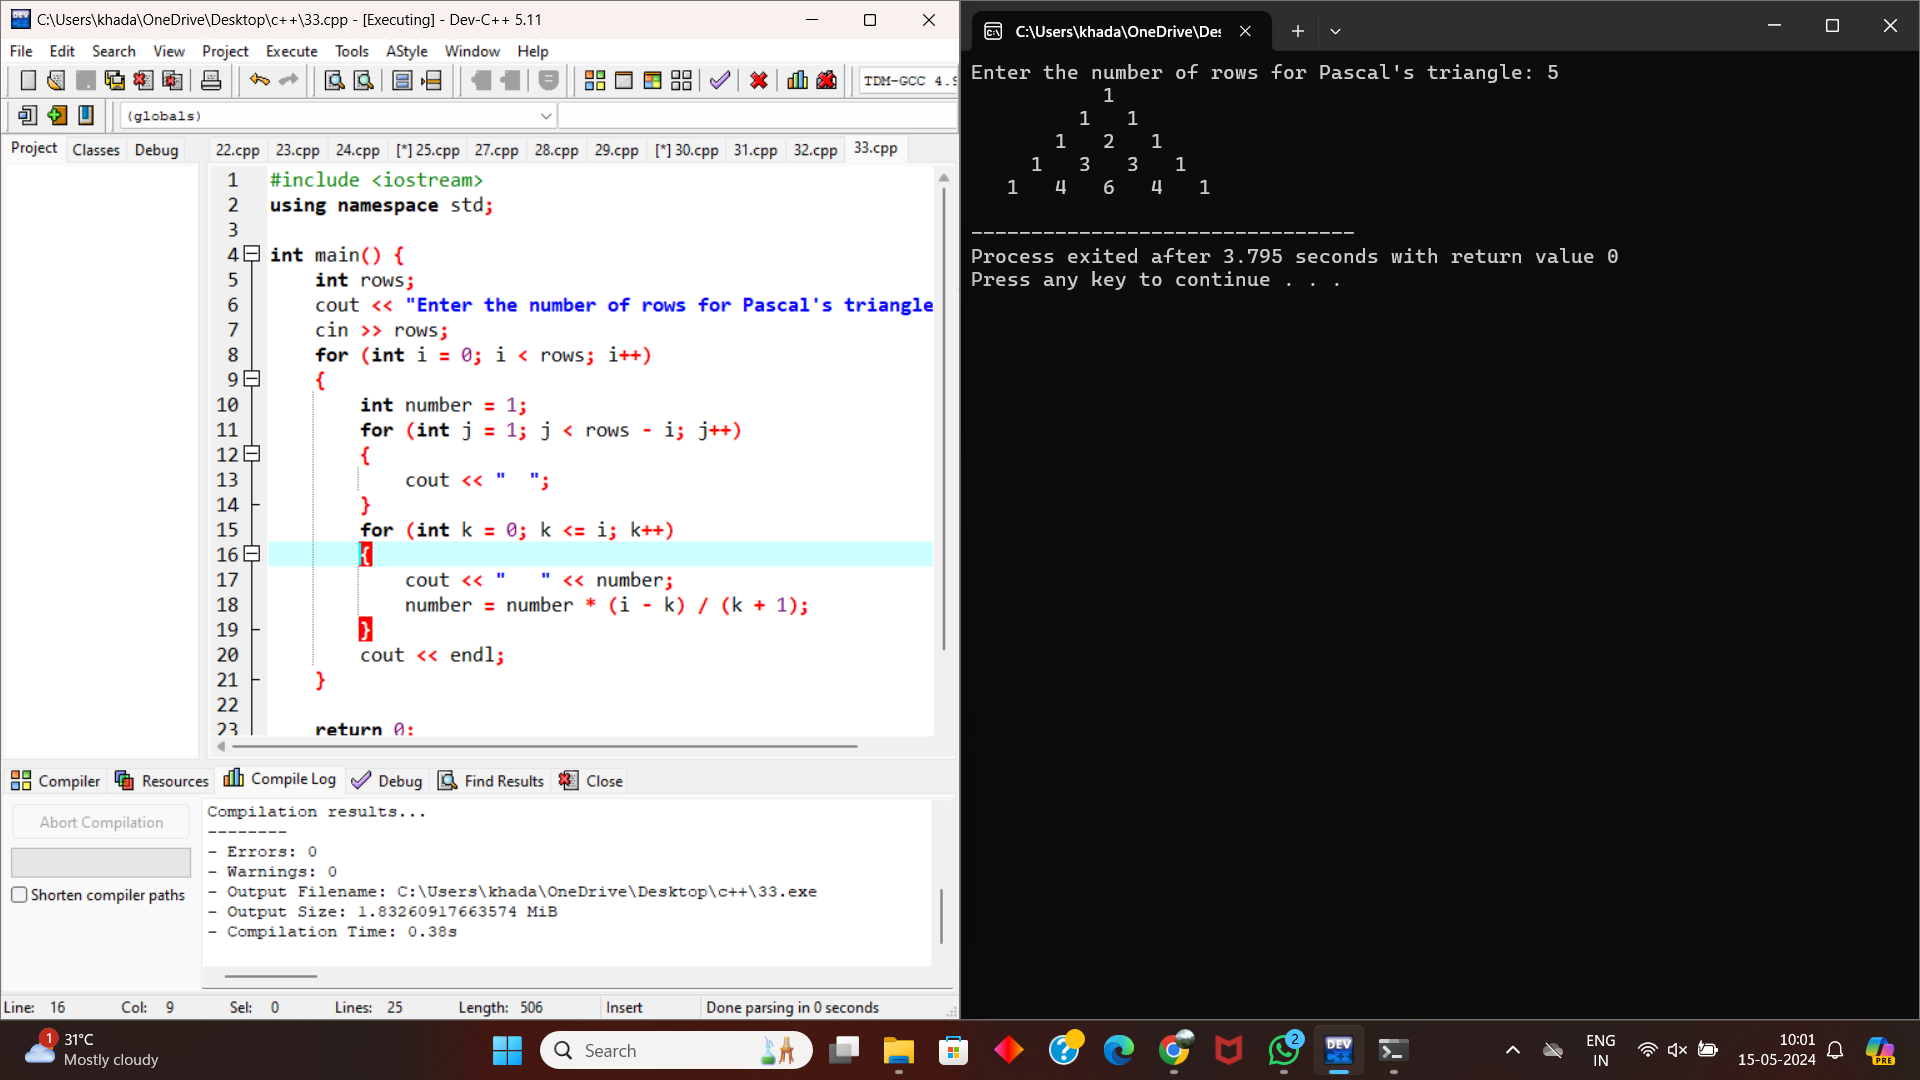 C:\Users\khada\OneDrive\Desktop\c++\33.cpp - [Executing] - Dev-C++ 5.11
File Edit Search View Project Execute Tools AStyle Window Help
TDM-GCC 4.9
(globals)
Project Classes Debug
22.cpp 23.cpp 24.cpp [*] 25.cpp 27.cpp 28.cpp 29.cpp [*] 30.cpp 31.cpp 32.cpp 33.cpp
1 #include <iostream>
2 using namespace std;
3
4 int main() {
5 int rows;
6 cout << "Enter the number of rows for Pascal's triangle
7 cin >> rows;
8 for (int i = 0; i < rows; i++)
9 {
10 int number = 1;
11 for (int j = 1; j < rows - i; j++)
12 {
13 cout << "  ";
14 }
15 for (int k = 0; k <= i; k++)
16 {
17 cout << "   " << number;
18 number = number * (i - k) / (k + 1);
19 }
20 cout << endl;
21 }
22
23 return 0;
Compiler Resources Compile Log Debug Find Results Close
Abort Compilation
Shorten compiler paths
Compilation results...
--------
- Errors: 0
- Warnings: 0
- Output Filename: C:\Users\khada\OneDrive\Desktop\c++\33.exe
- Output Size: 1.83260917663574 MiB
- Compilation Time: 0.38s
Line: 16 Col: 9 Sel: 0 Lines: 25 Length: 506 Insert Done parsing in 0 seconds
C:\Users\khada\OneDrive\Des
Enter the number of rows for Pascal's triangle: 5
1
1 1
1 2 1
1 3 3 1
1 4 6 4 1
--------------------------------
Process exited after 3.795 seconds with return value 0
Press any key to continue . . .
1
31°C
Mostly cloudy
Search
2
DEV
C++
ENG
IN
10:01
15-05-2024
PRE